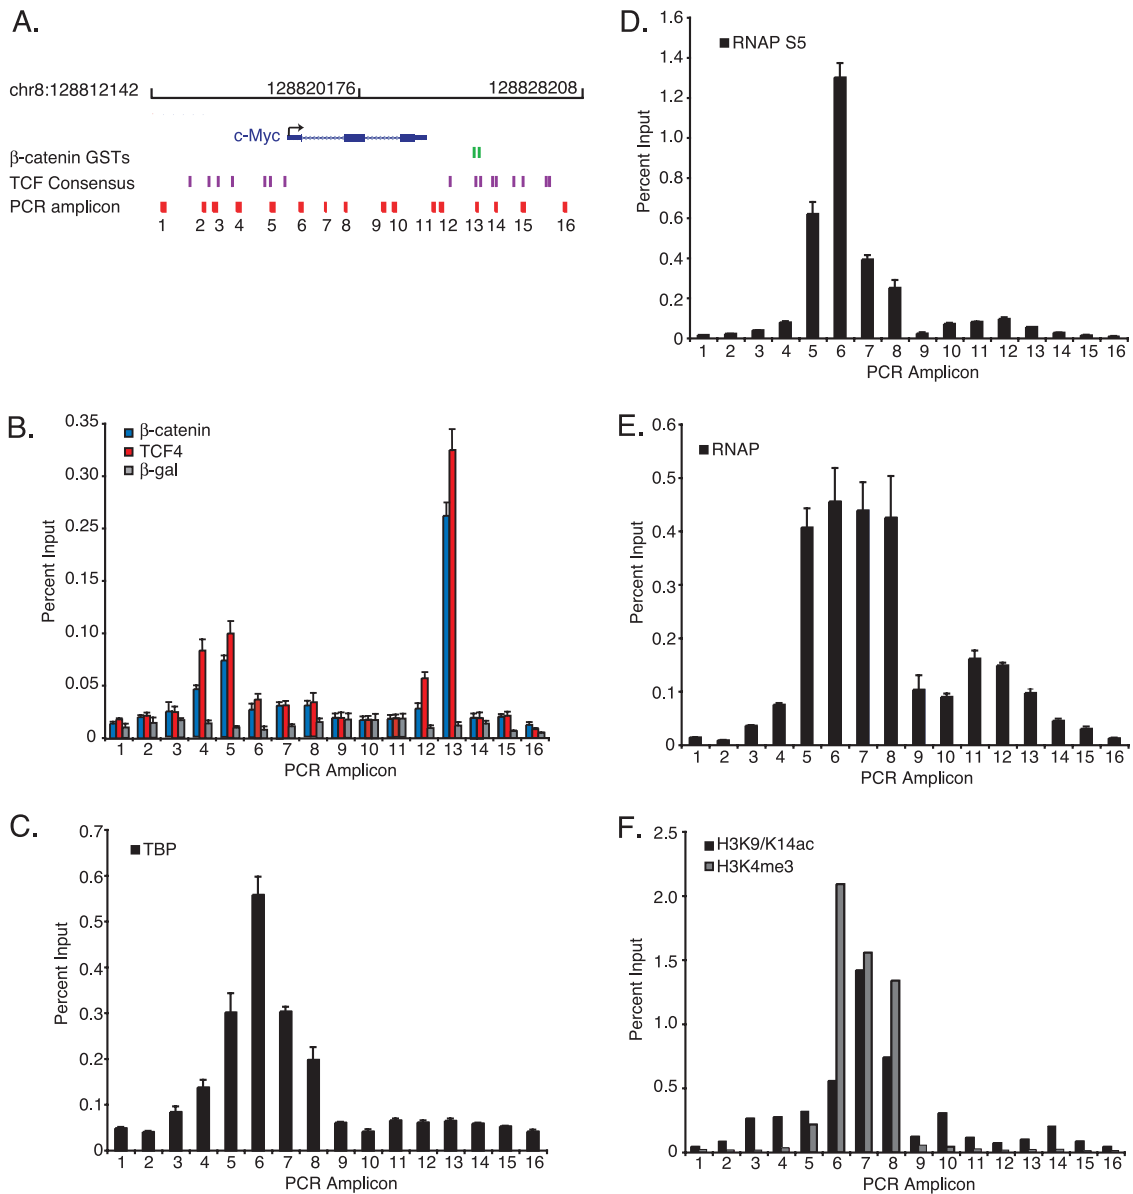 A.
chr8:128812142
128820176
128828208
c-Myc
β-catenin GSTs
TCF Consensus
PCR amplicon
1 2 3 4 5 6 7 8 9 10 11 12 13 14 15 16
B.
0.35
0.30
0.25
0.15
0.10
0.05
0
Percent Input
β-catenin
TCF4
β-gal
1 2 3 4 5 6 7 8 9 10 11 12 13 14 15 16
PCR Amplicon
C.
0.7
0.6
0.5
0.4
0.3
0.2
0.1
0
Percent Input
TBP
1 2 3 4 5 6 7 8 9 10 11 12 13 14 15 16
PCR Amplicon
D.
1.6
1.4
1.2
1.0
0.8
0.6
0.4
0.2
0
Percent Input
RNAP S5
1 2 3 4 5 6 7 8 9 10 11 12 13 14 15 16
PCR Amplicon
E.
0.6
0.5
0.4
0.3
0.2
0.1
0
Percent Input
RNAP
1 2 3 4 5 6 7 8 9 10 11 12 13 14 15 16
PCR Amplicon
F.
2.5
2.0
1.5
1.0
0.5
0
Percent Input
H3K9/K14ac
H3K4me3
1 2 3 4 5 6 7 8 9 10 11 12 13 14 15 16
PCR Amplicon